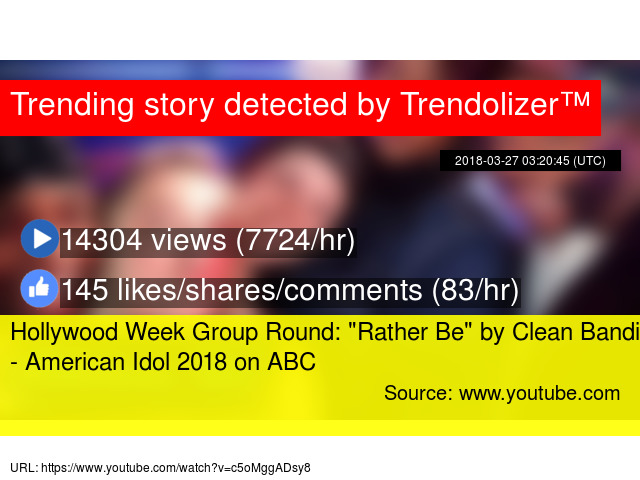 Trending story detected by Trendolizer™
2018-03-27 03:20:45 (UTC)
14304 views (7724/hr)
145 likes/shares/comments (83/hr)
Hollywood Week Group Round: "Rather Be" by Clean Bandi
- American Idol 2018 on ABC
Source: www.youtube.com
URL: https://www.youtube.com/watch?v=c5oMggADsy8